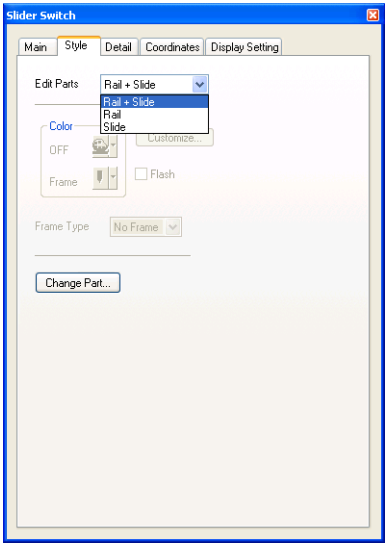 Slider Switch
Main Style Detail Coordinates Display Setting
Edit Parts Rail + Slide
Rail + Slide
Rail
Slide
Color
OFF Customize...
Frame Flash
Frame Type No Frame
Change Part...